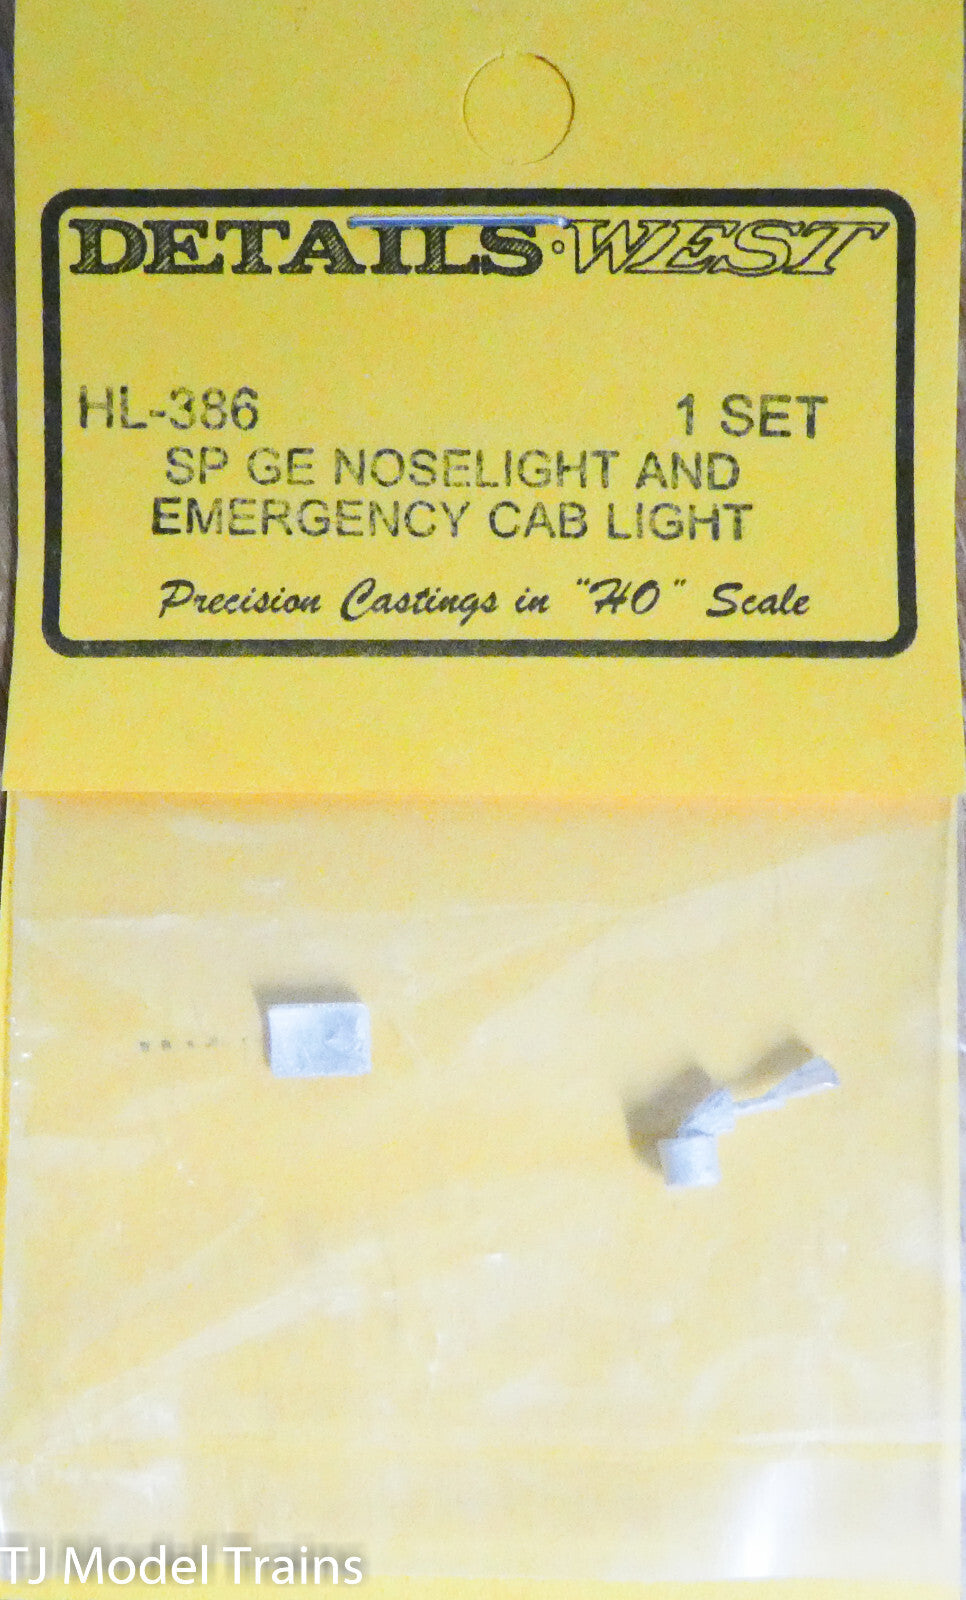 DETAILS·WEST
HL-386 1 SET
SP GE NOSELIGHT AND
EMERGENCY CAB LIGHT
Precision Castings in "HO" Scale
TJ Model Trains